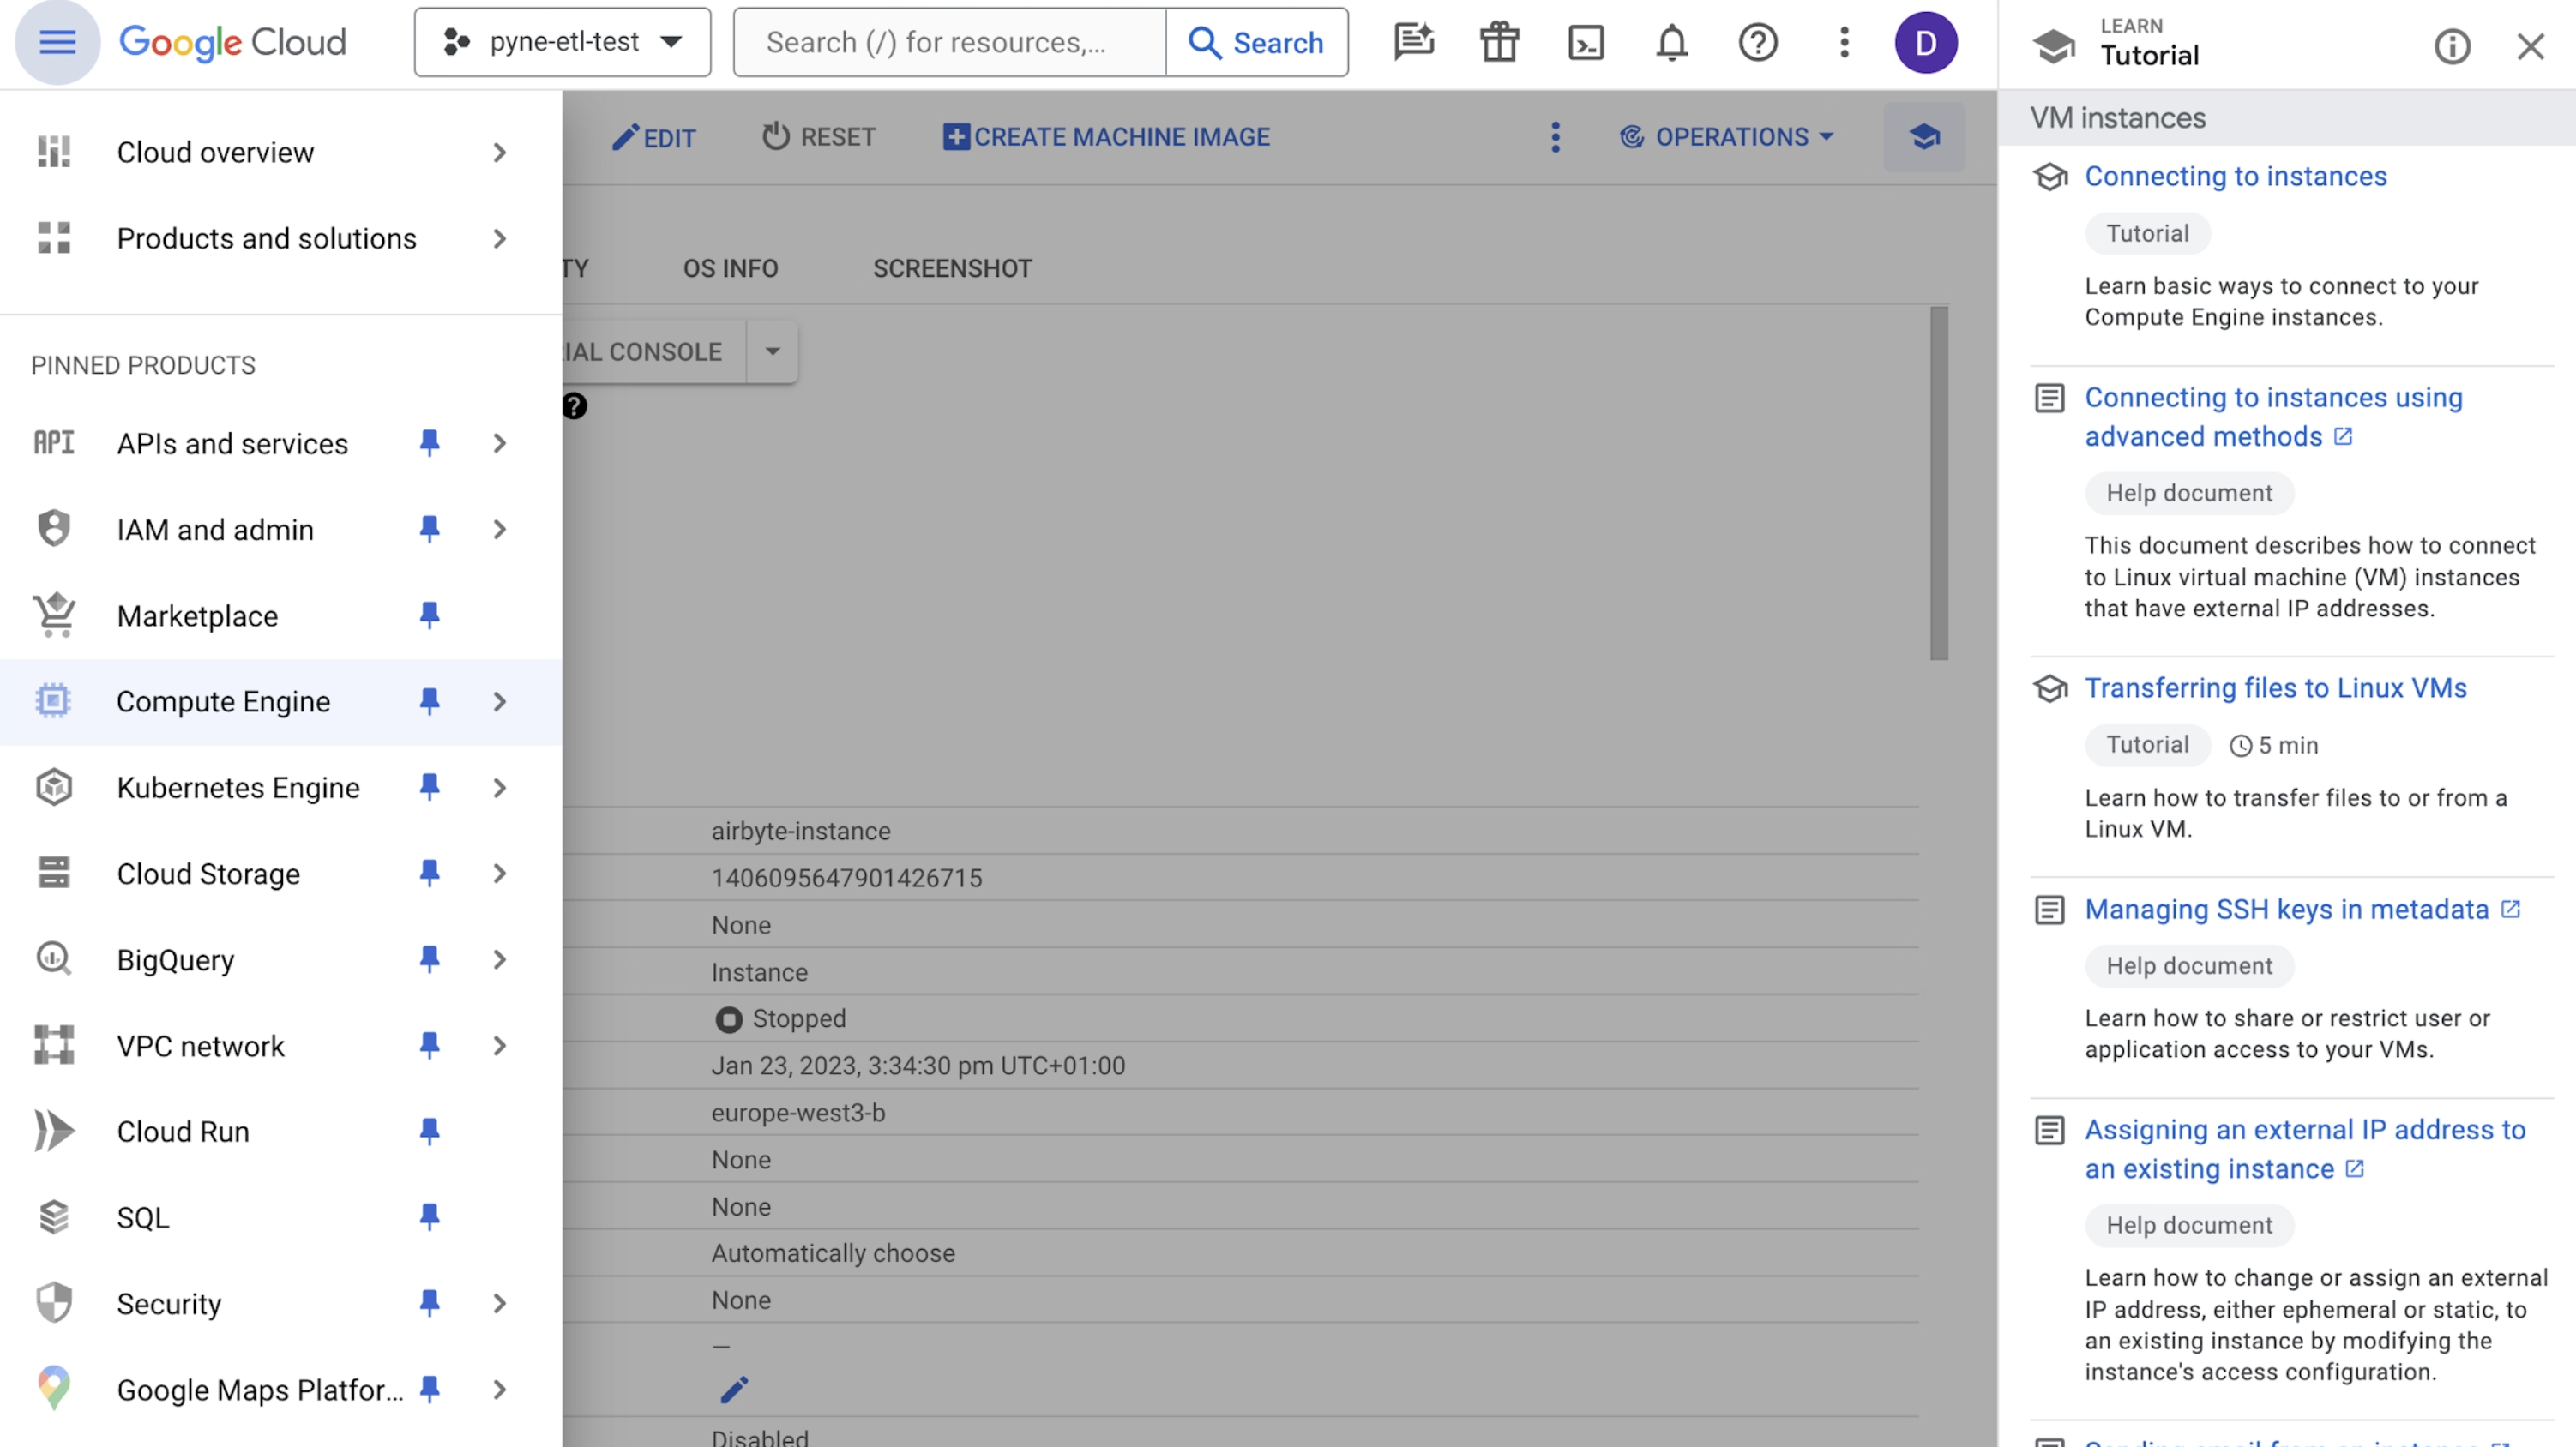 Google Cloud
pyne-etl-test
Search (/) for resources,...
Search
D
LEARN
Tutorial
Cloud overview
Products and solutions
PINNED PRODUCTS
API
APIs and services
IAM and admin
Marketplace
Compute Engine
Kubernetes Engine
Cloud Storage
BigQuery
VPC network
Cloud Run
SQL
Security
Google Maps Platfor...
EDIT
RESET
CREATE MACHINE IMAGE
OPERATIONS
TY
OS INFO
SCREENSHOT
IAL CONSOLE
airbyte-instance
1406095647901426715
None
Instance
Stopped
Jan 23, 2023, 3:34:30 pm UTC+01:00
europe-west3-b
None
None
Automatically choose
None
—
Disabled
VM instances
Connecting to instances
Tutorial
Learn basic ways to connect to your
Compute Engine instances.
Connecting to instances using
advanced methods
Help document
This document describes how to connect
to Linux virtual machine (VM) instances
that have external IP addresses.
Transferring files to Linux VMs
Tutorial 5 min
Learn how to transfer files to or from a
Linux VM.
Managing SSH keys in metadata
Help document
Learn how to share or restrict user or
application access to your VMs.
Assigning an external IP address to
an existing instance
Help document
Learn how to change or assign an external
IP address, either ephemeral or static, to
an existing instance by modifying the
instance's access configuration.
Sending email from an instance